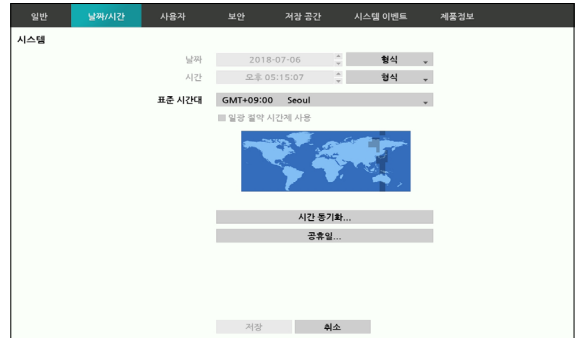 일반 날짜/시간 사용자 보안 저장 공간 시스템 이벤트 제품정보
시스템
날짜 2018-07-06 형식
시간 오후 05:15:07 형식
표준 시간대 GMT+09:00 Seoul
일광 절약 시간제 사용
시간 동기화...
공휴일...
저장 취소